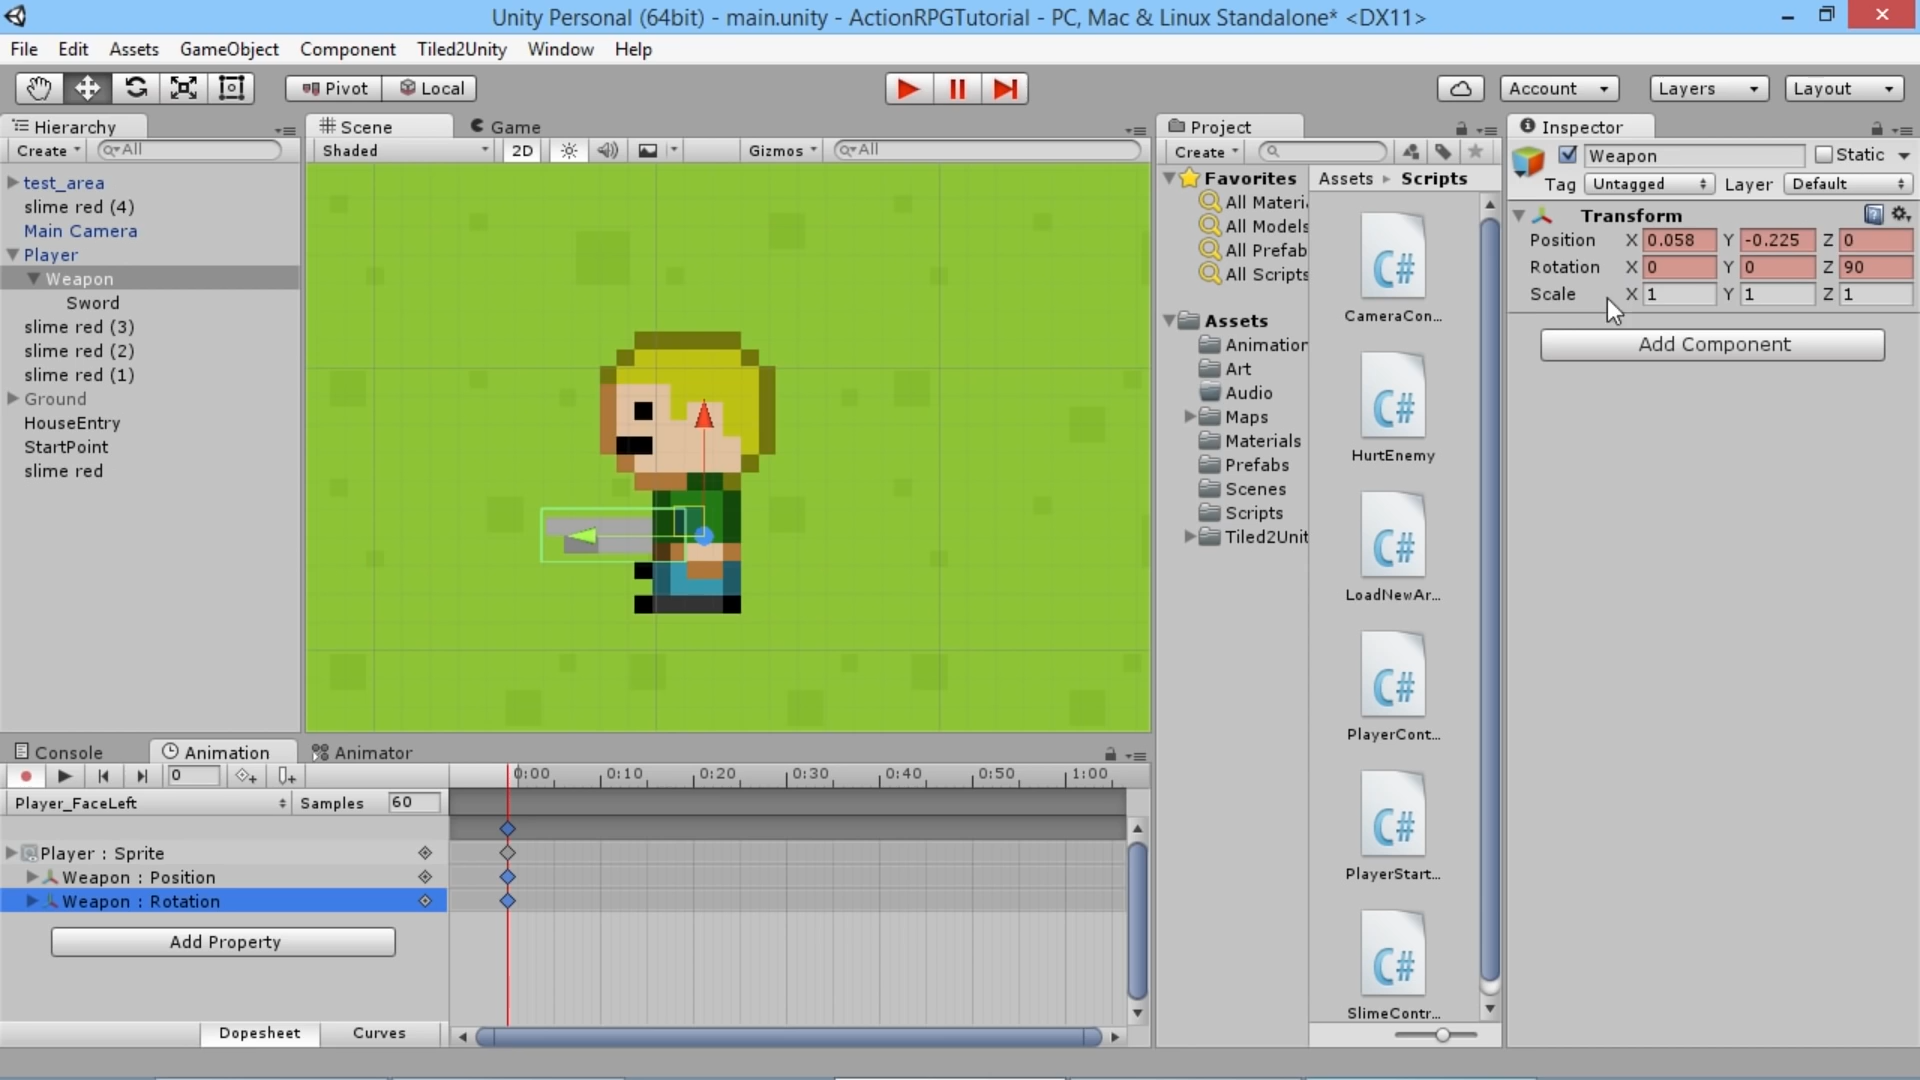 Unity Personal (64bit) - main.unity - ActionRPGTutorial - PC, Mac & Linux Standalone* <DX11>
File Edit Assets GameObject Component Tiled2Unity Window Help
Pivot Local Account Layers Layout
Hierarchy
Create All
test_area
slime red (4)
Main Camera
Player
Weapon
Sword
slime red (3)
slime red (2)
slime red (1)
Ground
HouseEntry
StartPoint
slime red
Scene Game
Shaded 2D Gizmos All
Project
Create
Favorites
All Materi
All Models
All Prefab
All Scripts
Assets
Animation
Art
Audio
Maps
Materials
Prefabs
Scenes
Scripts
Tiled2Unit
Assets Scripts
C#
CameraCon...
C#
HurtEnemy
C#
LoadNewAr...
C#
PlayerCont...
C#
PlayerStart...
C#
SlimeContr...
Inspector
Weapon Static
Tag Untagged Layer Default
Transform
Position X 0.058 Y -0.225 Z 0
Rotation X 0 Y 0 Z 90
Scale X 1 Y 1 Z 1
Add Component
Console Animation Animator
0 0:00 0:10 0:20 0:30 0:40 0:50 1:00
Player_FaceLeft Samples 60
Player : Sprite
Weapon : Position
Weapon : Rotation
Add Property
Dopesheet Curves